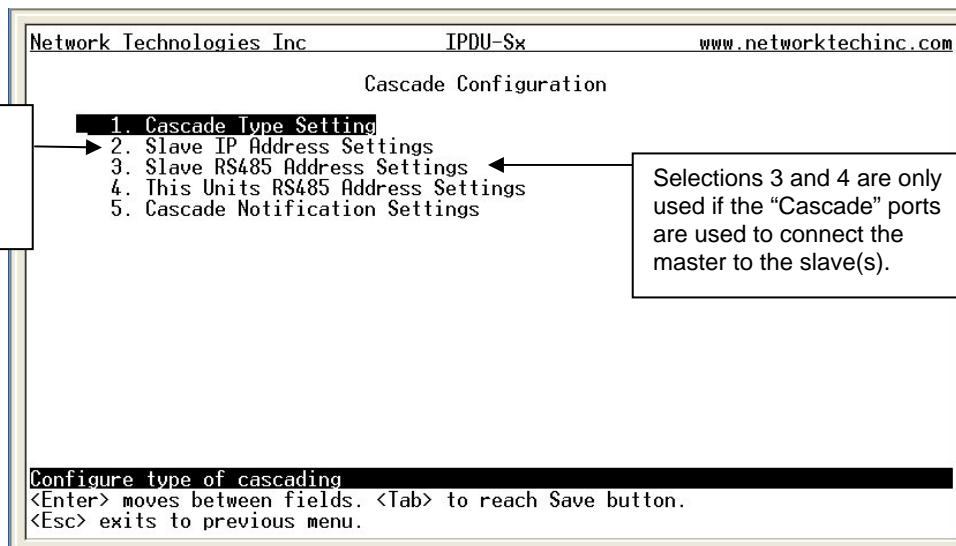 Network Technologies Inc IPDU-Sx www.networktechinc.com
Cascade Configuration
1. Cascade Type Setting
2. Slave IP Address Settings
3. Slave RS485 Address Settings
4. This Units RS485 Address Settings
5. Cascade Notification Settings
Selections 3 and 4 are only
used if the “Cascade” ports
are used to connect the
master to the slave(s).
Configure type of cascading
<Enter> moves between fields. <Tab> to reach Save button.
<Esc> exits to previous menu.